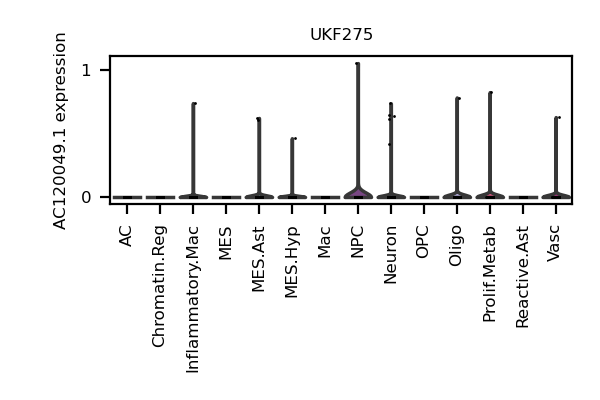 UKF275
AC120049.1 expression
1
0
AC
Chromatin.Reg
Inflammatory.Mac
MES
MES.Ast
MES.Hyp
Mac
NPC
Neuron
OPC
Oligo
Prolif.Metab
Reactive.Ast
Vasc